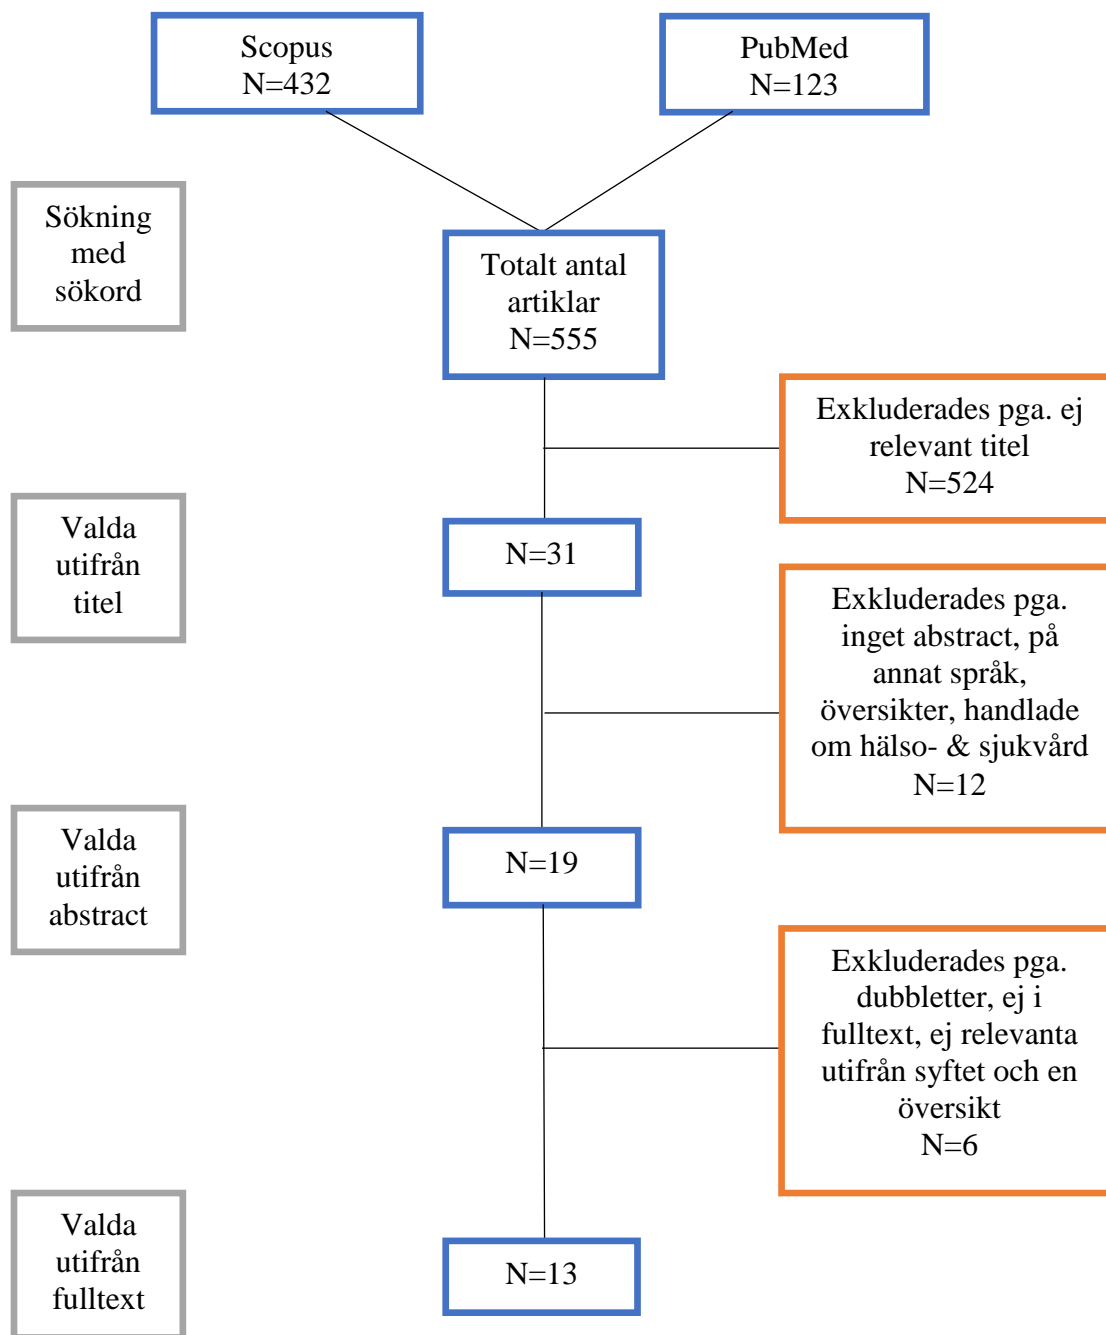 Scopus
N=432
PubMed
N=123
Sökning
med
sökord
Totalt antal
artiklar
N=555
Exkluderades pga. ej
relevant titel
N=524
Valda
utifrån
titel
N=31
Exkluderades pga.
inget abstract, på
annat språk,
översikter, handlade
om hälso- & sjukvård
N=12
Valda
utifrån
abstract
N=19
Exkluderades pga.
dubbletter, ej i
fulltext, ej relevanta
utifrån syftet och en
översikt
N=6
Valda
utifrån
fulltext
N=13